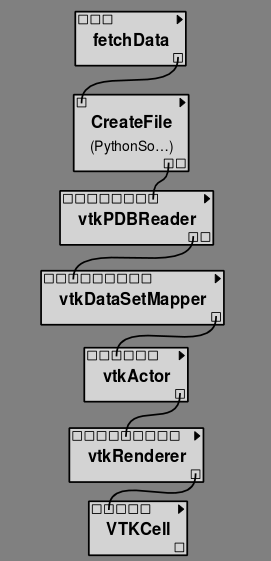 fetchData
CreateFile
(PythonSo...)
vtkPDBReader
vtkDataSetMapper
vtkActor
vtkRenderer
VTKCell